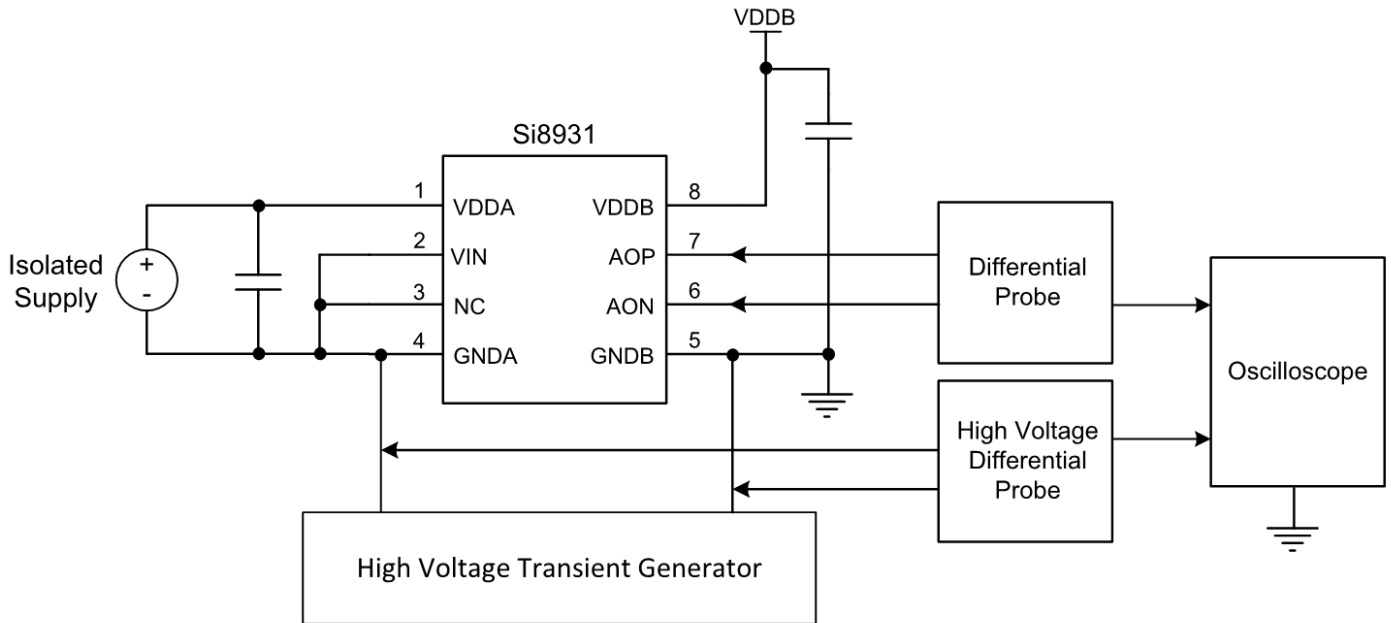 VDDB
Si8931
Isolated
Supply
+
-
1
VDDA
2
VIN
3
NC
4
GNDA
VDDB
8
AOP
7
AON
6
GNDB
5
Differential
Probe
High Voltage
Differential
Probe
Oscilloscope
High Voltage Transient Generator